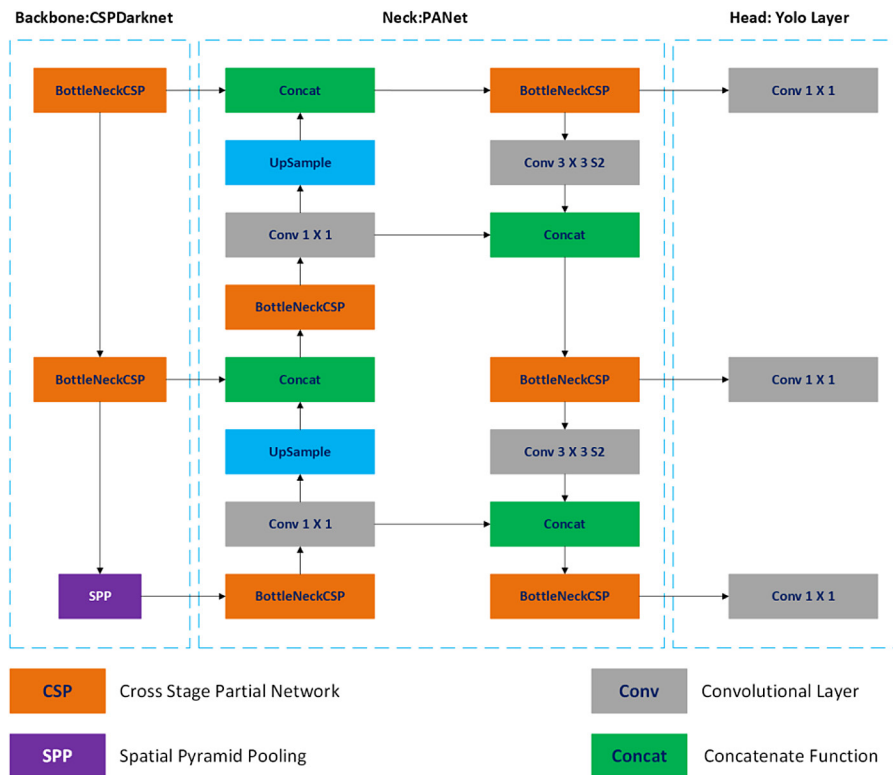 Backbone:CSPDarknet
Neck:PANet
Head: Yolo Layer
BottleNeckCSP
Concat
BottleNeckCSP
Conv 1 X 1
UpSample
Conv 3 X 3 S2
Conv 1 X 1
Concat
BottleNeckCSP
BottleNeckCSP
Concat
BottleNeckCSP
Conv 1 X 1
UpSample
Conv 3 X 3 S2
Conv 1 X 1
Concat
SPP
BottleNeckCSP
BottleNeckCSP
Conv 1 X 1
CSP
Cross Stage Partial Network
Conv
Convolutional Layer
SPP
Spatial Pyramid Pooling
Concat
Concatenate Function